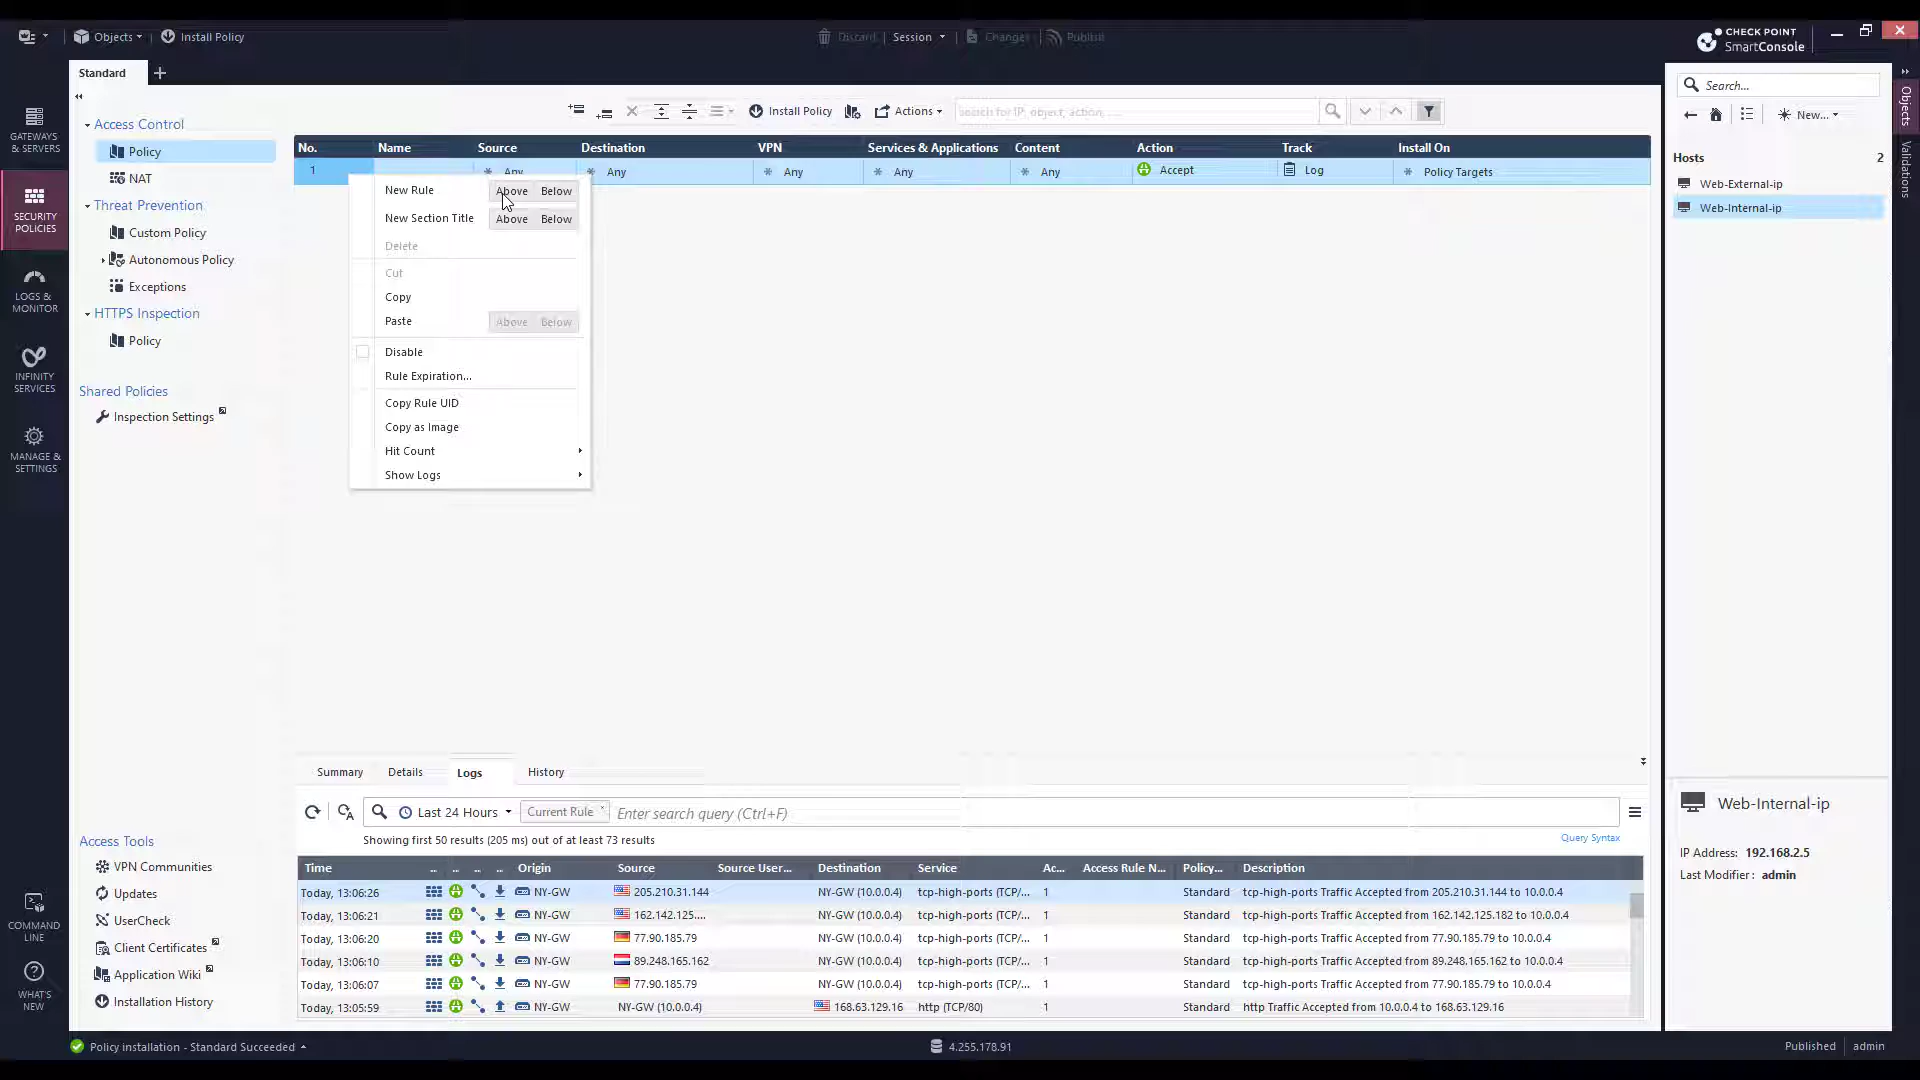 Objects
Install Policy
Discard
Session
Changes
Publish
CHECK POINT
SmartConsole
Standard
GATEWAYS
& SERVERS
SECURITY
POLICIES
LOGS &
MONITOR
INFINITY
SERVICES
MANAGE &
SETTINGS
COMMAND
LINE
WHAT'S
NEW
Access Control
Policy
NAT
Threat Prevention
Custom Policy
Autonomous Policy
Exceptions
HTTPS Inspection
Policy
Shared Policies
Inspection Settings
Access Tools
VPN Communities
Updates
UserCheck
Client Certificates
Application Wiki
Installation History
Install Policy
Actions
Search for IP, object, action, ...
No. Name Source Destination VPN Services & Applications Content Action Track Install On
1 Any Any Any Any Any Accept Log Policy Targets
New Rule Above Below
New Section Title Above Below
Delete
Cut
Copy
Paste Above Below
Disable
Rule Expiration...
Copy Rule UID
Copy as Image
Hit Count
Show Logs
Summary Details Logs History
Last 24 Hours Current Rule Enter search query (Ctrl+F)
Showing first 50 results (205 ms) out of at least 73 results
Query Syntax
Time .. .. .. .. Origin Source Source User... Destination Service Ac... Access Rule N... Policy... Description
Today, 13:06:26 NY-GW 205.210.31.144 NY-GW (10.0.0.4) tcp-high-ports (TCP/... 1 Standard tcp-high-ports Traffic Accepted from 205.210.31.144 to 10.0.0.4
Today, 13:06:21 NY-GW 162.142.125.... NY-GW (10.0.0.4) tcp-high-ports (TCP/... 1 Standard tcp-high-ports Traffic Accepted from 162.142.125.182 to 10.0.0.4
Today, 13:06:20 NY-GW 77.90.185.79 NY-GW (10.0.0.4) tcp-high-ports (TCP/... 1 Standard tcp-high-ports Traffic Accepted from 77.90.185.79 to 10.0.0.4
Today, 13:06:10 NY-GW 89.248.165.162 NY-GW (10.0.0.4) tcp-high-ports (TCP/... 1 Standard tcp-high-ports Traffic Accepted from 89.248.165.162 to 10.0.0.4
Today, 13:06:07 NY-GW 77.90.185.79 NY-GW (10.0.0.4) tcp-high-ports (TCP/... 1 Standard tcp-high-ports Traffic Accepted from 77.90.185.79 to 10.0.0.4
Today, 13:05:59 NY-GW NY-GW (10.0.0.4) 168.63.129.16 http (TCP/80) 1 Standard http Traffic Accepted from 10.0.0.4 to 168.63.129.16
Search...
New...
Hosts 2
Web-External-ip
Web-Internal-ip
Web-Internal-ip
IP Address: 192.168.2.5
Last Modifier: admin
Objects
Validations
Policy installation - Standard Succeeded
4.255.178.91
Published
admin